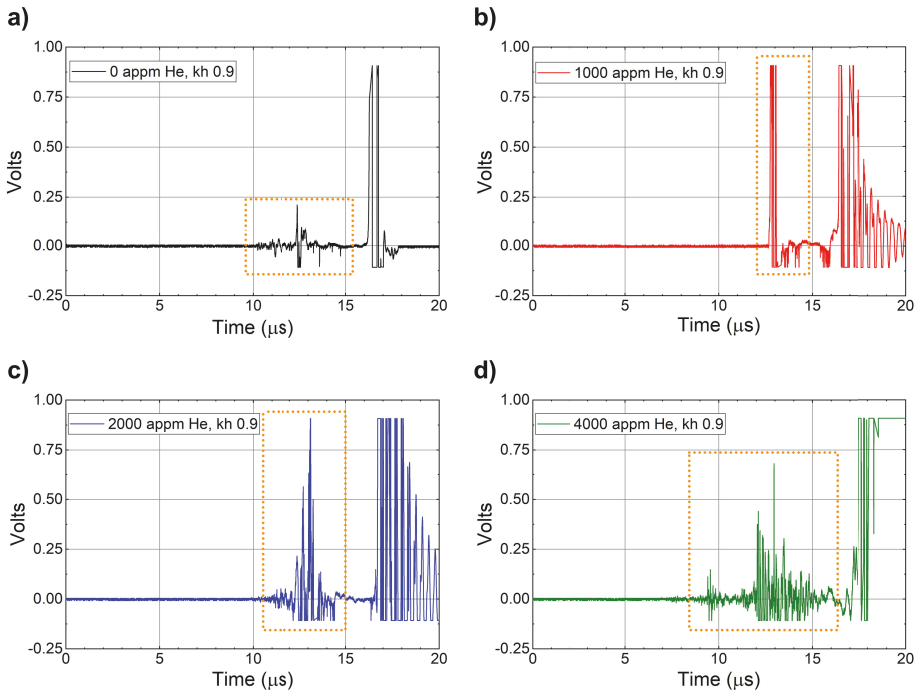 a)
1.00
0.75
0.50
0.25
0.00
-0.25
Volts
0 appm He, kh 0.9
0 5 10 15 20
Time (μs)
b)
1.00
0.75
0.50
0.25
0.00
-0.25
Volts
1000 appm He, kh 0.9
0 5 10 15 20
Time (μs)
c)
1.00
0.75
0.50
0.25
0.00
-0.25
Volts
2000 appm He, kh 0.9
0 5 10 15 20
Time (μs)
d)
1.00
0.75
0.50
0.25
0.00
-0.25
Volts
4000 appm He, kh 0.9
0 5 10 15 20
Time (μs)